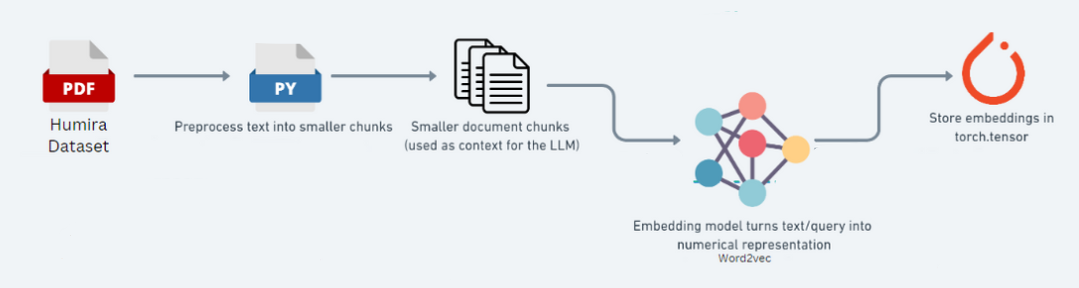 PDF
Humira
Dataset
PY
Preprocess text into smaller chunks
Smaller document chunks
(used as context for the LLM)
Embedding model turns text/query into
numerical representation
Word2vec
Store embeddings in
torch.tensor